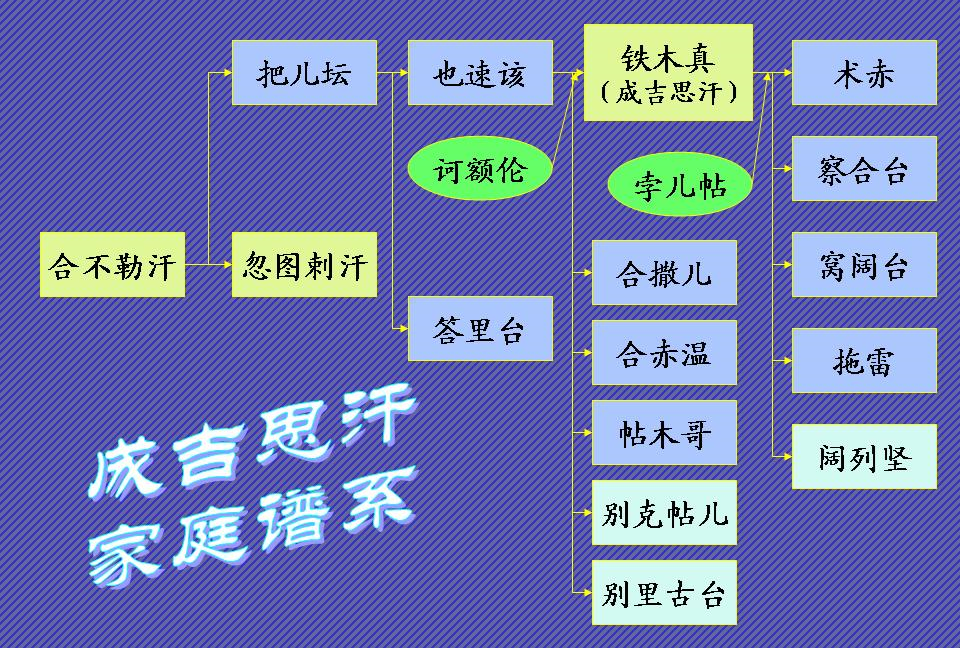 把儿坛
也速该
铁木真
（成吉思汗）
术赤
诃额伦
孛儿帖
察合台
合不勒汗
忽图剌汗
合撒儿
窝阔台
答里台
合赤温
拖雷
帖木哥
阔列坚
别克帖儿
别里古台
成吉思汗
家庭谱系